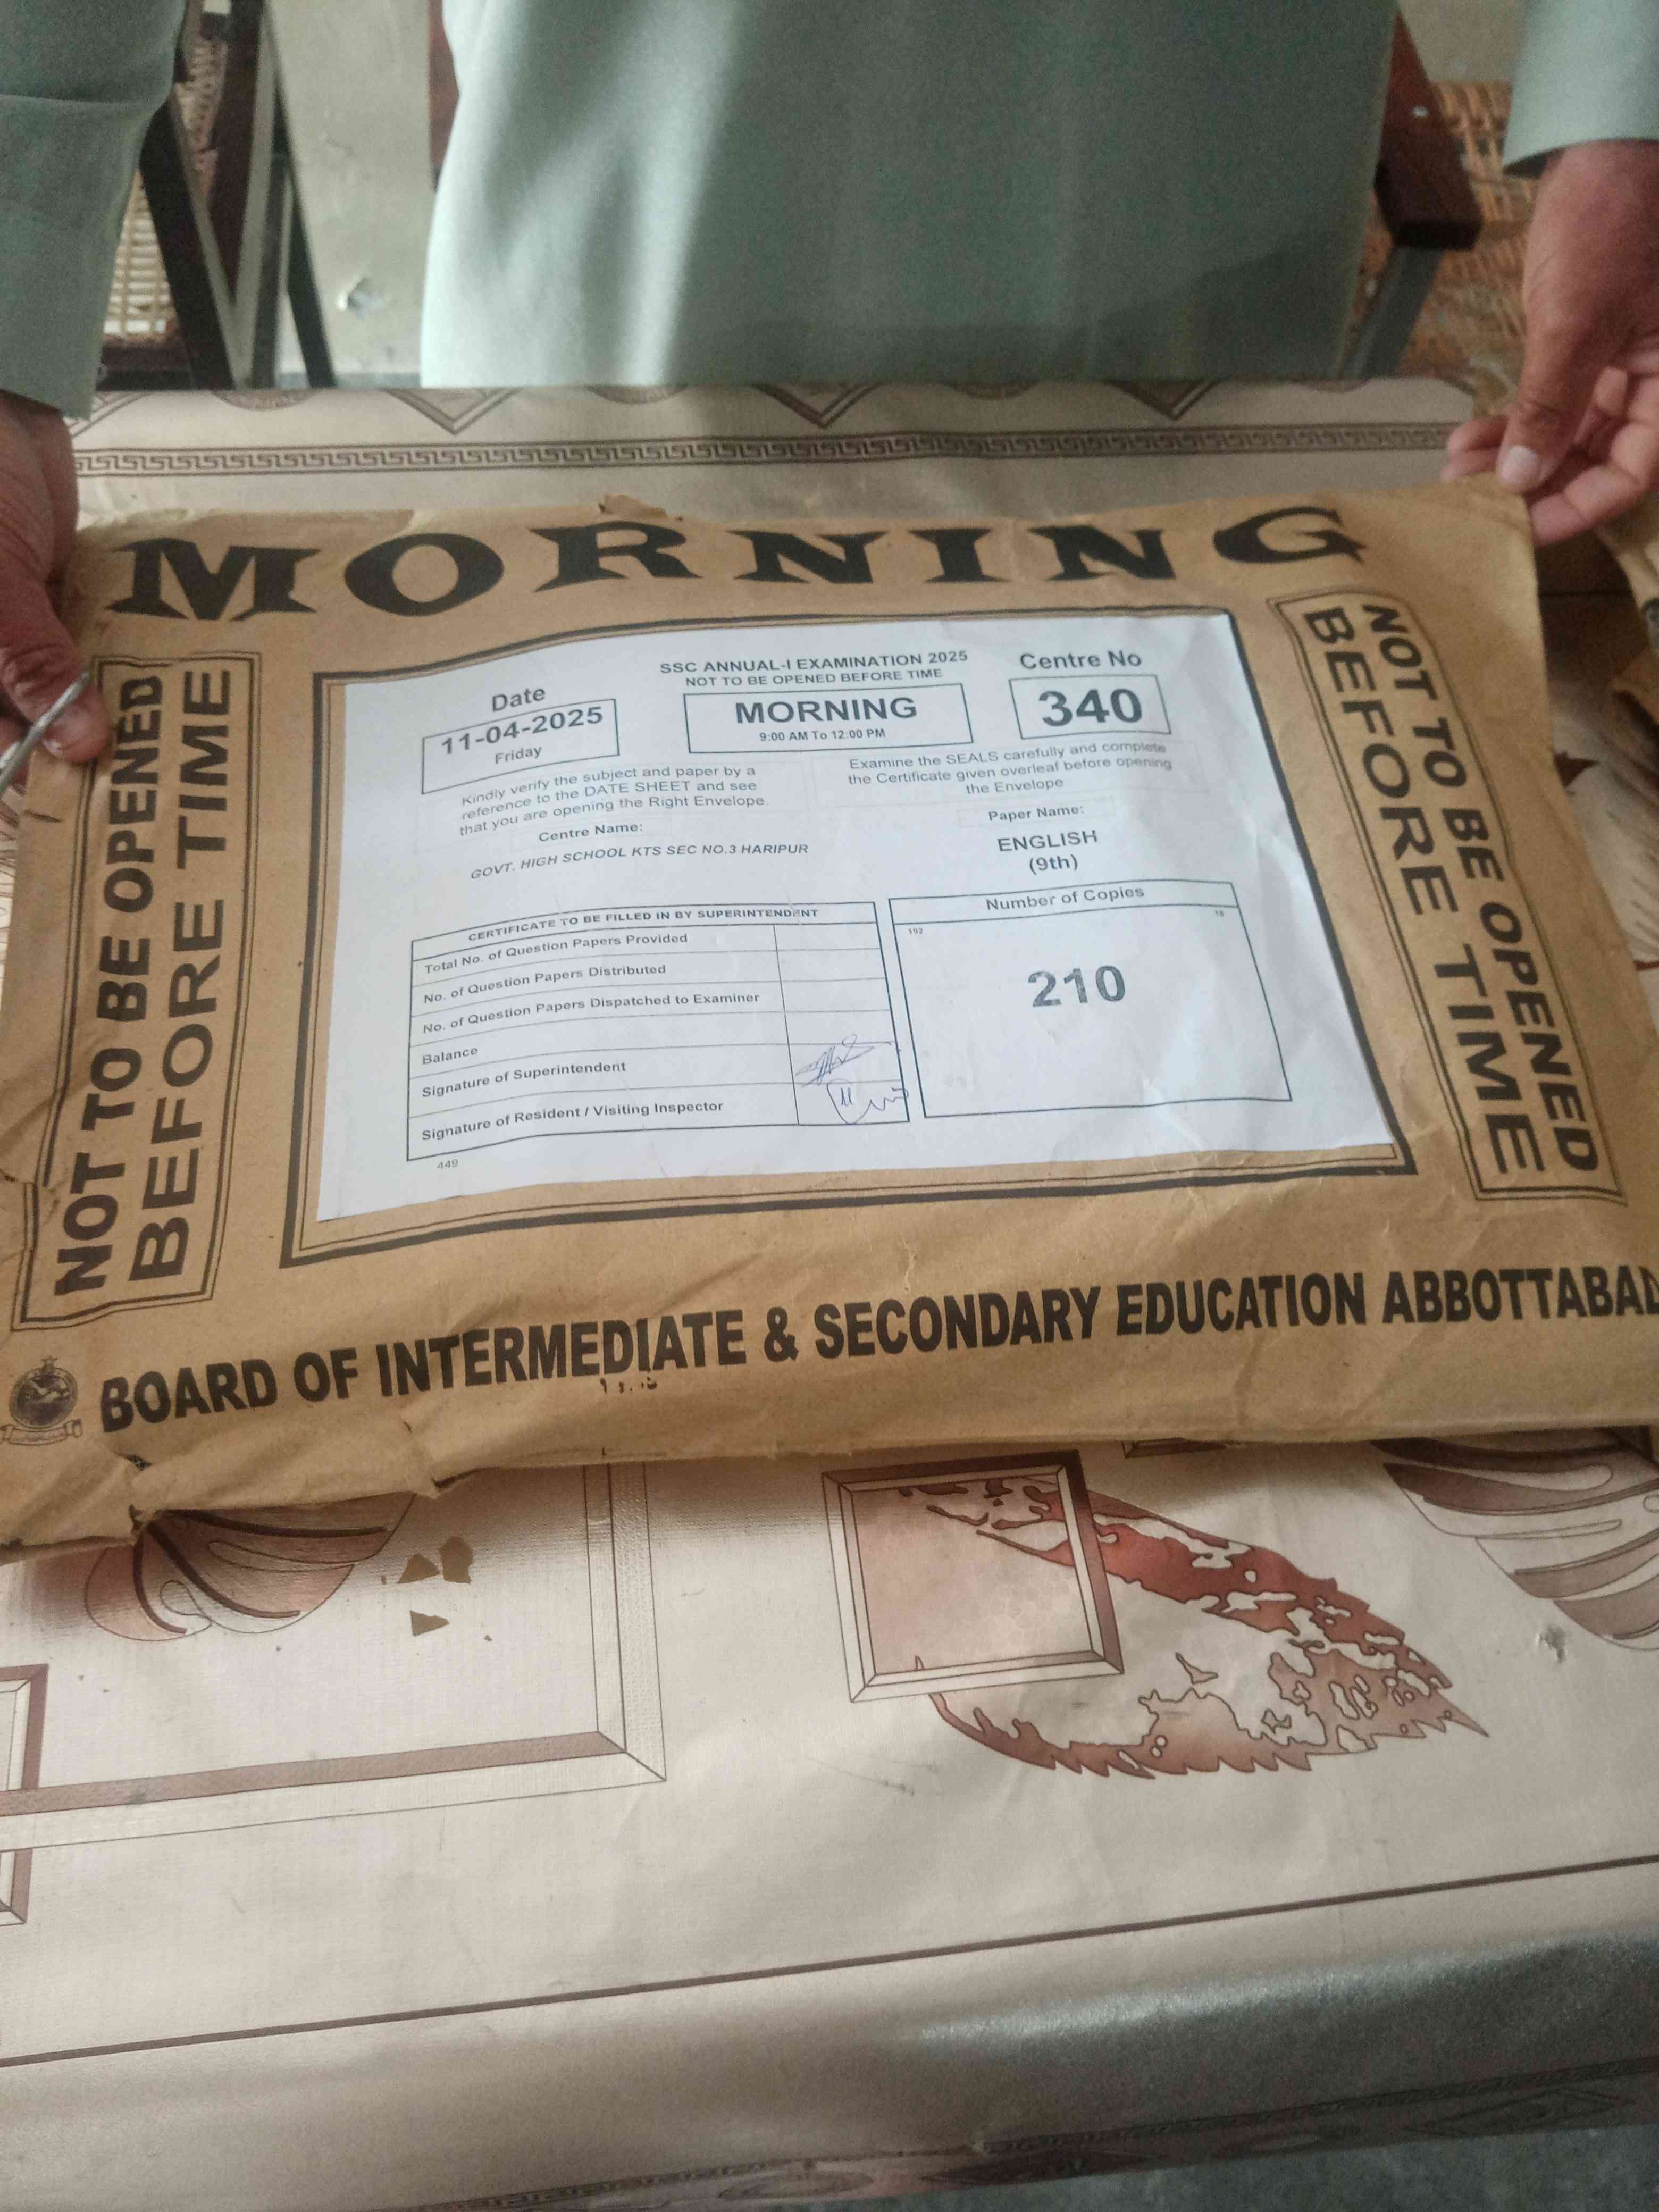 MORNING
NOT TO BE OPENED
BEFORE TIME
SSC ANNUAL-I EXAMINATION 2025
NOT TO BE OPENED BEFORE TIME
Date
11-04-2025
Friday
MORNING
9:00 AM To 12:00 PM
Centre No
340
Kindly verify the subject and paper by a
reference to the DATE SHEET and see
that you are opening the Right Envelope.
Examine the SEALS carefully and complete
the Certificate given overleaf before opening
the Envelope
Centre Name:
GOVT. HIGH SCHOOL KTS SEC NO.3 HARIPUR
Paper Name:
ENGLISH
(9th)
CERTIFICATE TO BE FILLED IN BY SUPERINTENDENT
Total No. of Question Papers Provided
No. of Question Papers Distributed
No. of Question Papers Dispatched to Examiner
Balance
Signature of Superintendent
Signature of Resident / Visiting Inspector
449
Number of Copies
192 18
210
NOT TO BE OPENED
BEFORE TIME
BOARD OF INTERMEDIATE & SECONDARY EDUCATION ABBOTTABAD